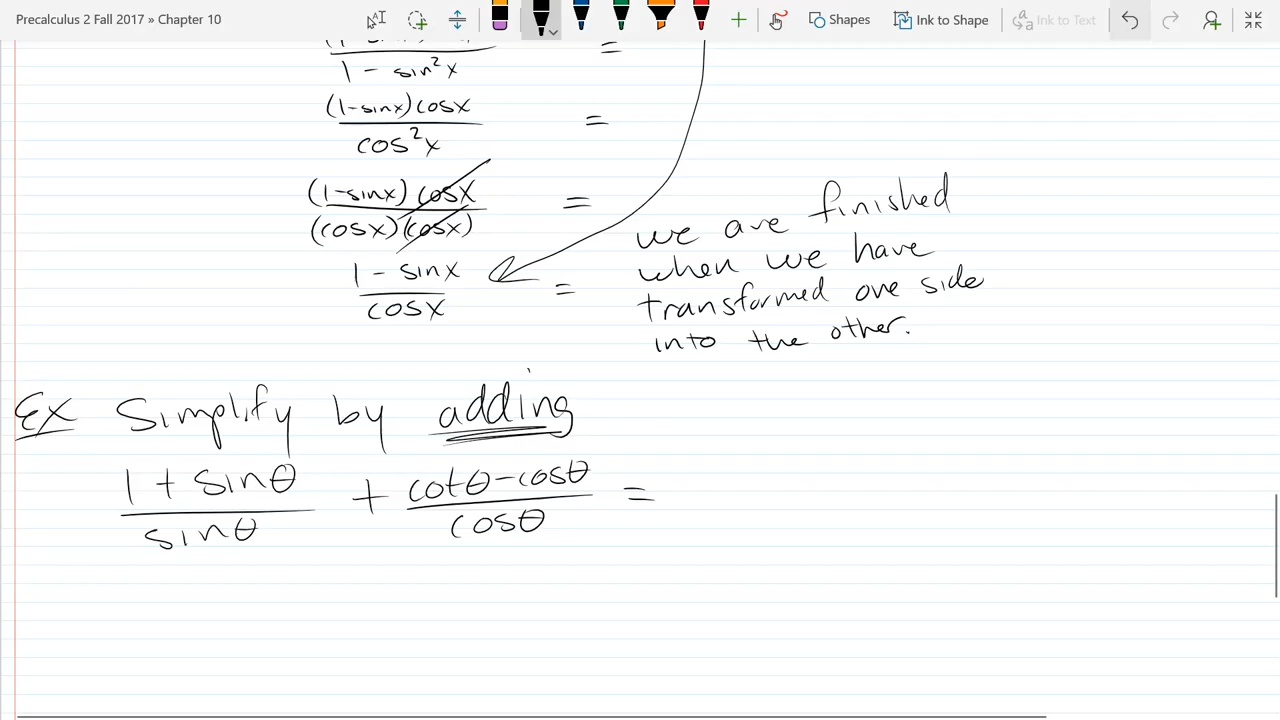 Precalculus 2 Fall 2017 » Chapter 10
Shapes
Ink to Shape
Ink to Text
1 - sin²x =
(1-sinx)cosx
cos²x =
(1-sinx) cosx
(cosx)(cosx) =
1 - sinx
cosx =
we are finished
when we have
transformed one side
into the other.
Ex Simplify by adding
1 + sinθ / sinθ + cotθ - cosθ / cosθ =